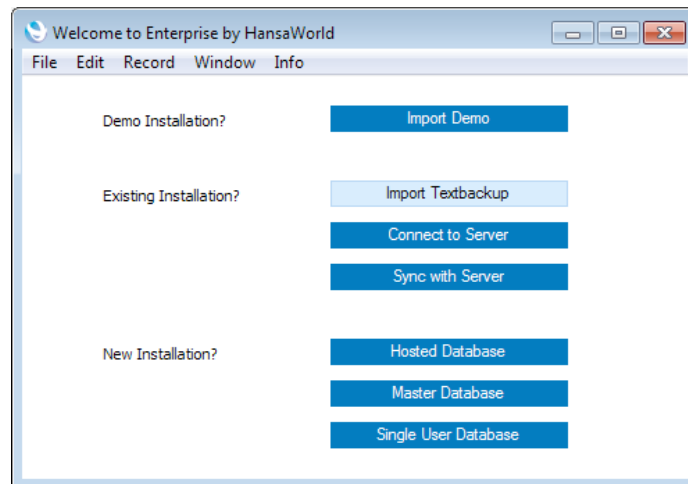 Welcome to Enterprise by HansaWorld
File Edit Record Window Info
Demo Installation? Import Demo
Existing Installation? Import Textbackup
Connect to Server
Sync with Server
New Installation? Hosted Database
Master Database
Single User Database